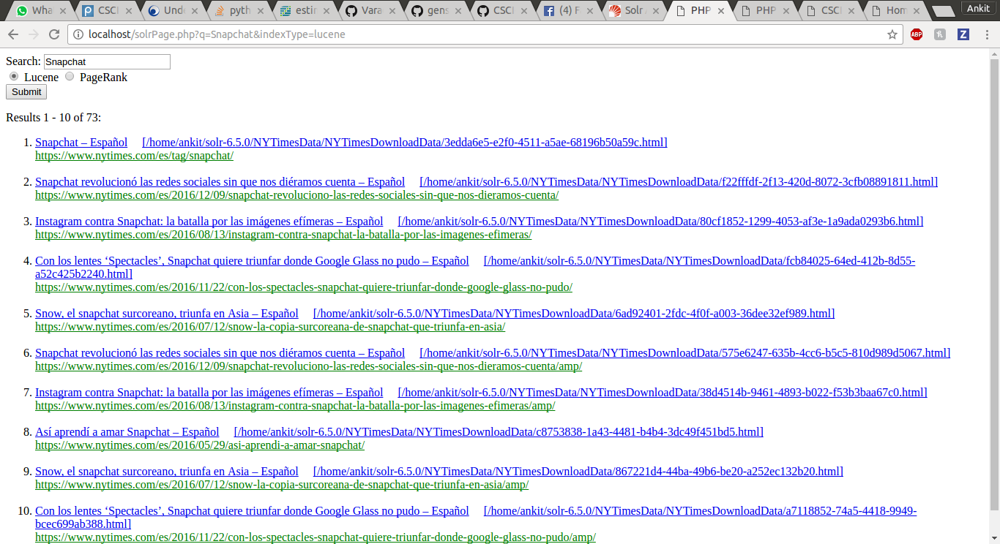 Wha
CSCI
Unde
pyth
estir
Vara
gens
CSCI
(4) F
Solr A
PHP
PHP
CSCI
Hom
Ankit
localhost/solrPage.php?q=Snapchat&indexType=lucene
ABP
Z
Search: Snapchat
Lucene PageRank
Submit
Results 1 - 10 of 73:
1. Snapchat – Español [/home/ankit/solr-6.5.0/NYTimesData/NYTimesDownloadData/3edda6e5-e2f0-4511-a5ae-68196b50a59c.html]
https://www.nytimes.com/es/tag/snapchat/
2. Snapchat revolucionó las redes sociales sin que nos diéramos cuenta – Español [/home/ankit/solr-6.5.0/NYTimesData/NYTimesDownloadData/f22fffdf-2f13-420d-8072-3cfb08891811.html]
https://www.nytimes.com/es/2016/12/09/snapchat-revoluciono-las-redes-sociales-sin-que-nos-dieramos-cuenta/
3. Instagram contra Snapchat: la batalla por las imágenes efímeras – Español [/home/ankit/solr-6.5.0/NYTimesData/NYTimesDownloadData/80cf1852-1299-4053-af3e-1a9ada0293b6.html]
https://www.nytimes.com/es/2016/08/13/instagram-contra-snapchat-la-batalla-por-las-imagenes-efimeras/
4. Con los lentes ‘Spectacles’, Snapchat quiere triunfar donde Google Glass no pudo – Español [/home/ankit/solr-6.5.0/NYTimesData/NYTimesDownloadData/fcb84025-64ed-412b-8d55-
a52c425b2240.html]
https://www.nytimes.com/es/2016/11/22/con-los-spectacles-snapchat-quiere-triunfar-donde-google-glass-no-pudo/
5. Snow, el snapchat surcoreano, triunfa en Asia – Español [/home/ankit/solr-6.5.0/NYTimesData/NYTimesDownloadData/6ad92401-2fdc-4f0f-a003-36dee32ef989.html]
https://www.nytimes.com/es/2016/07/12/snow-la-copia-surcoreana-de-snapchat-que-triunfa-en-asia/
6. Snapchat revolucionó las redes sociales sin que nos diéramos cuenta – Español [/home/ankit/solr-6.5.0/NYTimesData/NYTimesDownloadData/575e6247-635b-4cc6-b5c5-810d989d5067.html]
https://www.nytimes.com/es/2016/12/09/snapchat-revoluciono-las-redes-sociales-sin-que-nos-dieramos-cuenta/amp/
7. Instagram contra Snapchat: la batalla por las imágenes efímeras – Español [/home/ankit/solr-6.5.0/NYTimesData/NYTimesDownloadData/38d4514b-9461-4893-b022-f53b3baa67c0.html]
https://www.nytimes.com/es/2016/08/13/instagram-contra-snapchat-la-batalla-por-las-imagenes-efimeras/amp/
8. Así aprendí a amar Snapchat – Español [/home/ankit/solr-6.5.0/NYTimesData/NYTimesDownloadData/c8753838-1a43-4481-b4b4-3dc49f451bd5.html]
https://www.nytimes.com/es/2016/05/29/asi-aprendi-a-amar-snapchat/
9. Snow, el snapchat surcoreano, triunfa en Asia – Español [/home/ankit/solr-6.5.0/NYTimesData/NYTimesDownloadData/867221d4-44ba-49b6-be20-a252ec132b20.html]
https://www.nytimes.com/es/2016/07/12/snow-la-copia-surcoreana-de-snapchat-que-triunfa-en-asia/amp/
10. Con los lentes ‘Spectacles’, Snapchat quiere triunfar donde Google Glass no pudo – Español [/home/ankit/solr-6.5.0/NYTimesData/NYTimesDownloadData/a7118852-74a5-4418-9949-
bcec699ab388.html]
https://www.nytimes.com/es/2016/11/22/con-los-spectacles-snapchat-quiere-triunfar-donde-google-glass-no-pudo/amp/